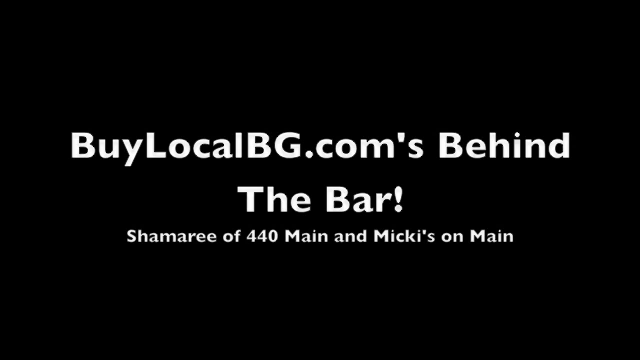 BuyLocalBG.com's Behind
The Bar!
Shamaree of 440 Main and Micki's on Main